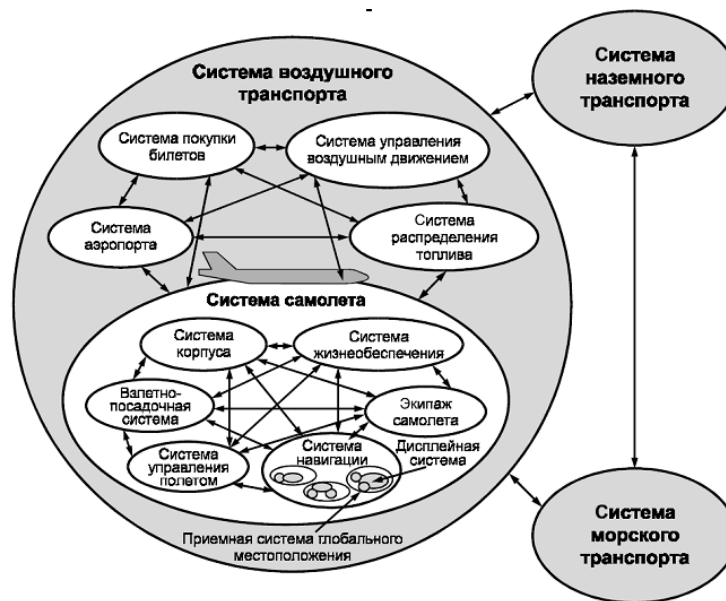 Система воздушного
транспорта
Система
наземного
транспорта
Система покупки
билетов
Система управления
воздушным движением
Система
аэропорта
Система
распределения
топлива
Система самолета
Система
корпуса
Система
жизнеобеспечения
Валетно-
посадочная
система
Экипаж
самолета
Система
управления
полетом
Система
навигации
Дисплейная
система
Приемная система глобального
местоположения
Система
морского
транспорта